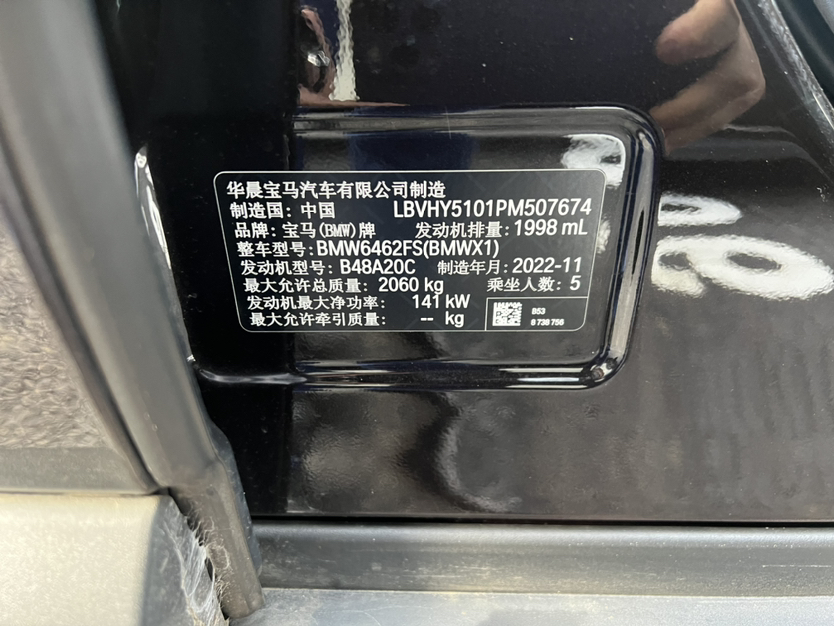 华晨宝马汽车有限公司制造
制造国：中国 LBVHY5101PM507674
品牌：宝马(BMW)牌 发动机排量：1998 mL
整车型号：BMW6462FS(BMWX1)
发动机型号：B48A20C 制造年月：2022-11
最大允许总质量：2060 kg 乘坐人数：5
发动机最大净功率：141 kW
最大允许牵引质量：-- kg
B53
8 738 756